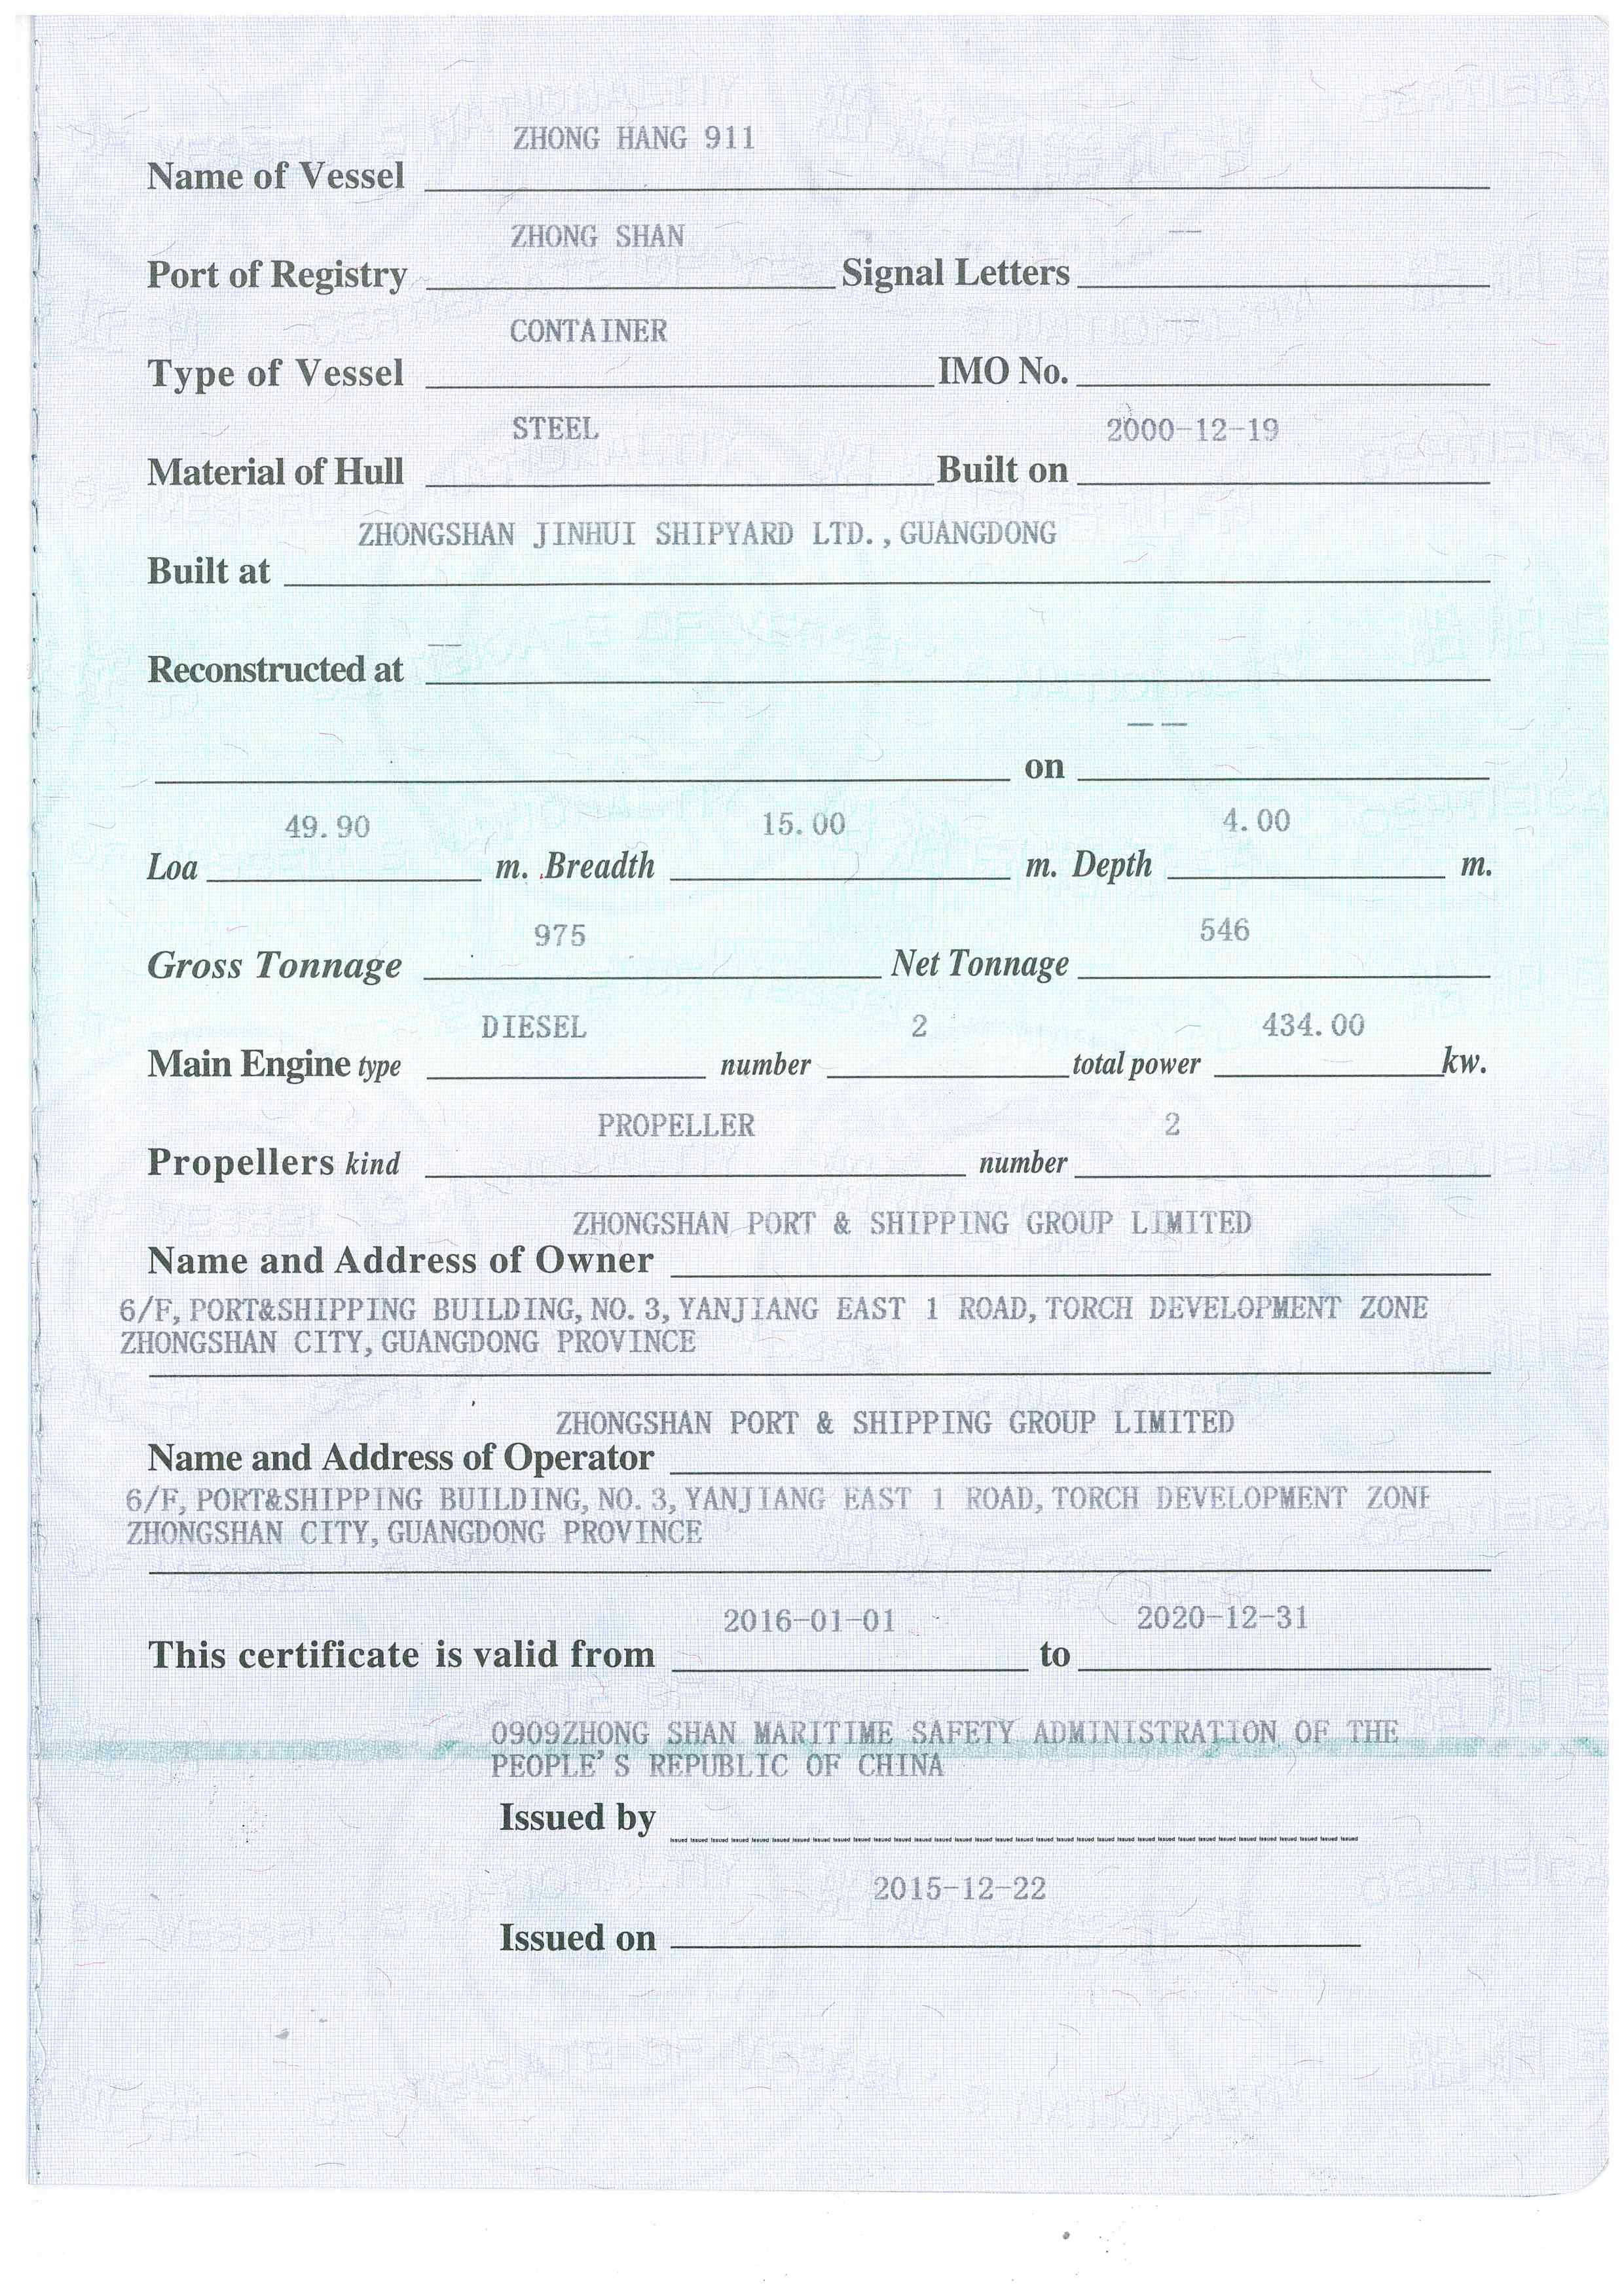 ZHONG HANG 911
Name of Vessel
ZHONG SHAN --
Port of Registry Signal Letters
CONTAINER --
Type of Vessel IMO No.
STEEL 2000-12-19
Material of Hull Built on
ZHONGSHAN JINHUI SHIPYARD LTD.,GUANGDONG
Built at
--
Reconstructed at
-- --
on
49.90 15.00 4.00
Loa m. Breadth m. Depth m.
975 546
Gross Tonnage Net Tonnage
DIESEL 2 434.00
Main Engine type number total power kw.
PROPELLER 2
Propellers kind number
ZHONGSHAN PORT & SHIPPING GROUP LIMITED
Name and Address of Owner
6/F, PORT&SHIPPING BUILDING, NO. 3, YANJIANG EAST 1 ROAD, TORCH DEVELOPMENT ZONE
ZHONGSHAN CITY, GUANGDONG PROVINCE
ZHONGSHAN PORT & SHIPPING GROUP LIMITED
Name and Address of Operator
6/F, PORT&SHIPPING BUILDING, NO. 3, YANJIANG EAST 1 ROAD, TORCH DEVELOPMENT ZONE
ZHONGSHAN CITY, GUANGDONG PROVINCE
2016-01-01 2020-12-31
This certificate is valid from to
0909ZHONG SHAN MARITIME SAFETY ADMINISTRATION OF THE
PEOPLE'S REPUBLIC OF CHINA
Issued by
2015-12-22
Issued on